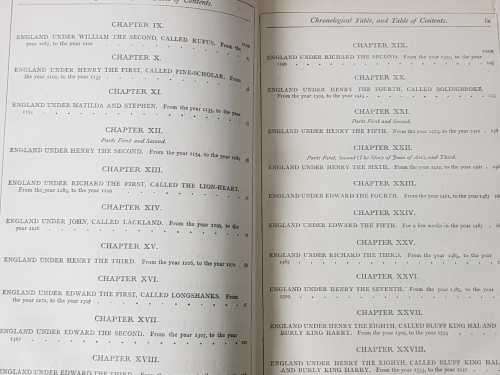 Table of Contents.
CHAPTER IX.
ENGLAND UNDER WILLIAM THE SECOND, CALLED RUFUS. From the
year 1087, to the year 1100
CHAPTER X.
ENGLAND UNDER HENRY THE FIRST, CALLED FINE-SCHOLAR. From
the year 1100, to the year 1135
CHAPTER XI.
ENGLAND UNDER MATILDA AND STEPHEN. From the year 1135, to the year
1154
CHAPTER XII.
Parts First and Second.
ENGLAND UNDER HENRY THE SECOND. From the year 1154, to the year 1189
CHAPTER XIII.
ENGLAND UNDER RICHARD THE FIRST, CALLED THE LION-HEART.
From the year 1189, to the year 1199
CHAPTER XIV.
ENGLAND UNDER JOHN, CALLED LACKLAND. From the year 1199, to the
year 1216
CHAPTER XV.
ENGLAND UNDER HENRY THE THIRD. From the year 1216, to the year 1272
CHAPTER XVI.
ENGLAND UNDER EDWARD THE FIRST, CALLED LONGSHANKS. From
the year 1272, to the year 1307
CHAPTER XVII.
ENGLAND UNDER EDWARD THE SECOND. From the year 1307, to the year
1327
CHAPTER XVIII.
ENGLAND UNDER EDWARD THE THIRD. From the year
Chronological Table, and Table of Contents. ix
CHAPTER XIX.
PAGE
ENGLAND UNDER RICHARD THE SECOND. From the year 1377, to the year
1399
CHAPTER XX.
ENGLAND UNDER HENRY THE FOURTH, CALLED BOLINGBROKE.
From the year 1399, to the year 1413
CHAPTER XXI.
Parts First and Second.
ENGLAND UNDER HENRY THE FIFTH. From the year 1413, to the year 1422
CHAPTER XXII.
Parts First, Second (The Story of Joan of Arc), and Third.
ENGLAND UNDER HENRY THE SIXTH. From the year 1422, to the year 1461
CHAPTER XXIII.
ENGLAND UNDER EDWARD THE FOURTH. From the year 1461, to the year 1483
CHAPTER XXIV.
ENGLAND UNDER EDWARD THE FIFTH. For a few weeks in the year 1483
CHAPTER XXV.
ENGLAND UNDER RICHARD THE THIRD. From the year 1483, to the year
1485
CHAPTER XXVI.
ENGLAND UNDER HENRY THE SEVENTH. From the year 1485, to the year
1509
CHAPTER XXVII.
ENGLAND UNDER HENRY THE EIGHTH, CALLED BLUFF KING HAL AND
BURLY KING HARRY. From the year 1509, to the year 1533
CHAPTER XXVIII.
ENGLAND UNDER HENRY THE EIGHTH, CALLED BLUFF KING HAL
AND BURLY KING HARRY. From the year 1533, to the year 1547